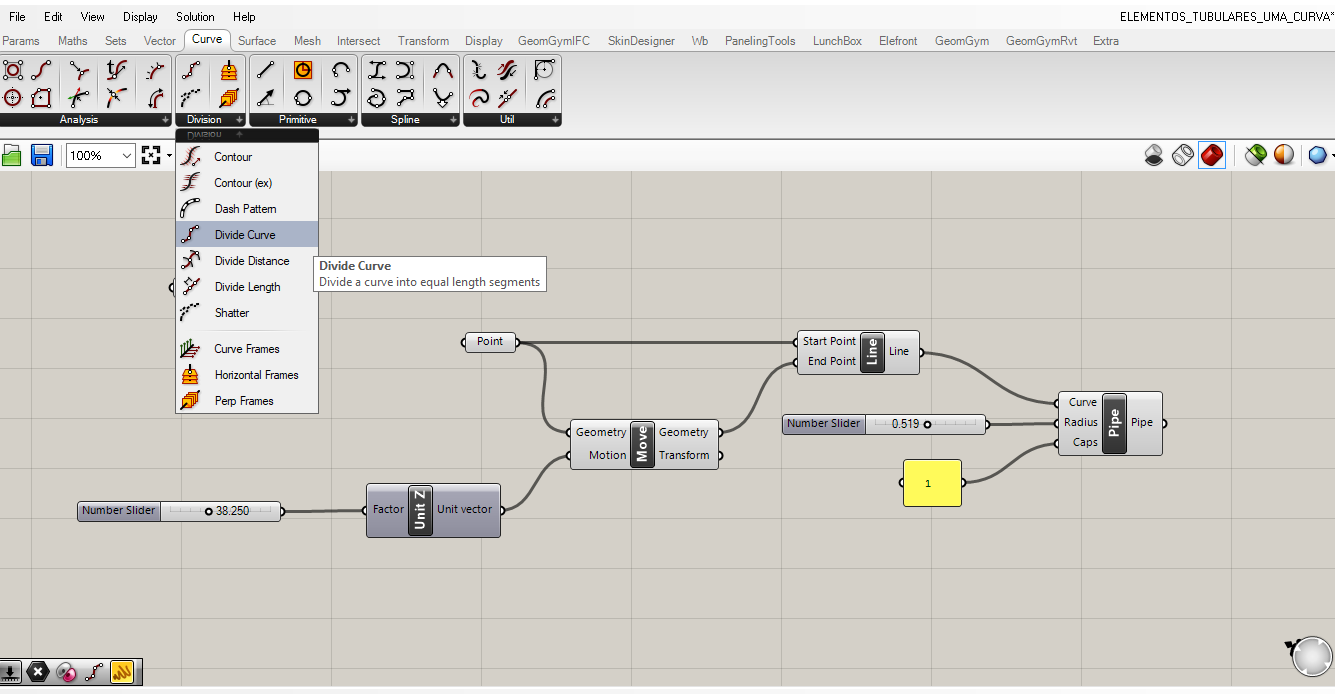 File Edit View Display Solution Help
ELEMENTOS_TUBULARES_UMA_CURVA*
Params Maths Sets Vector Curve Surface Mesh Intersect Transform Display GeomGymIFC SkinDesigner Wb PanelingTools LunchBox Elefront GeomGym GeomGymRvt Extra
Analysis + Division + Primitive + Spline + Util +
Division +
100%
Contour
Contour (ex)
Dash Pattern
Divide Curve
Divide Distance
Divide Length
Shatter
Curve Frames
Horizontal Frames
Perp Frames
Divide Curve
Divide a curve into equal length segments
Point
Start Point
End Point
Line
Line
Number Slider 0.519
1
Curve
Radius
Caps
Pipe
Pipe
Geometry
Motion
Move
Geometry
Transform
Number Slider 38.250
Factor
Unit Z
Unit vector